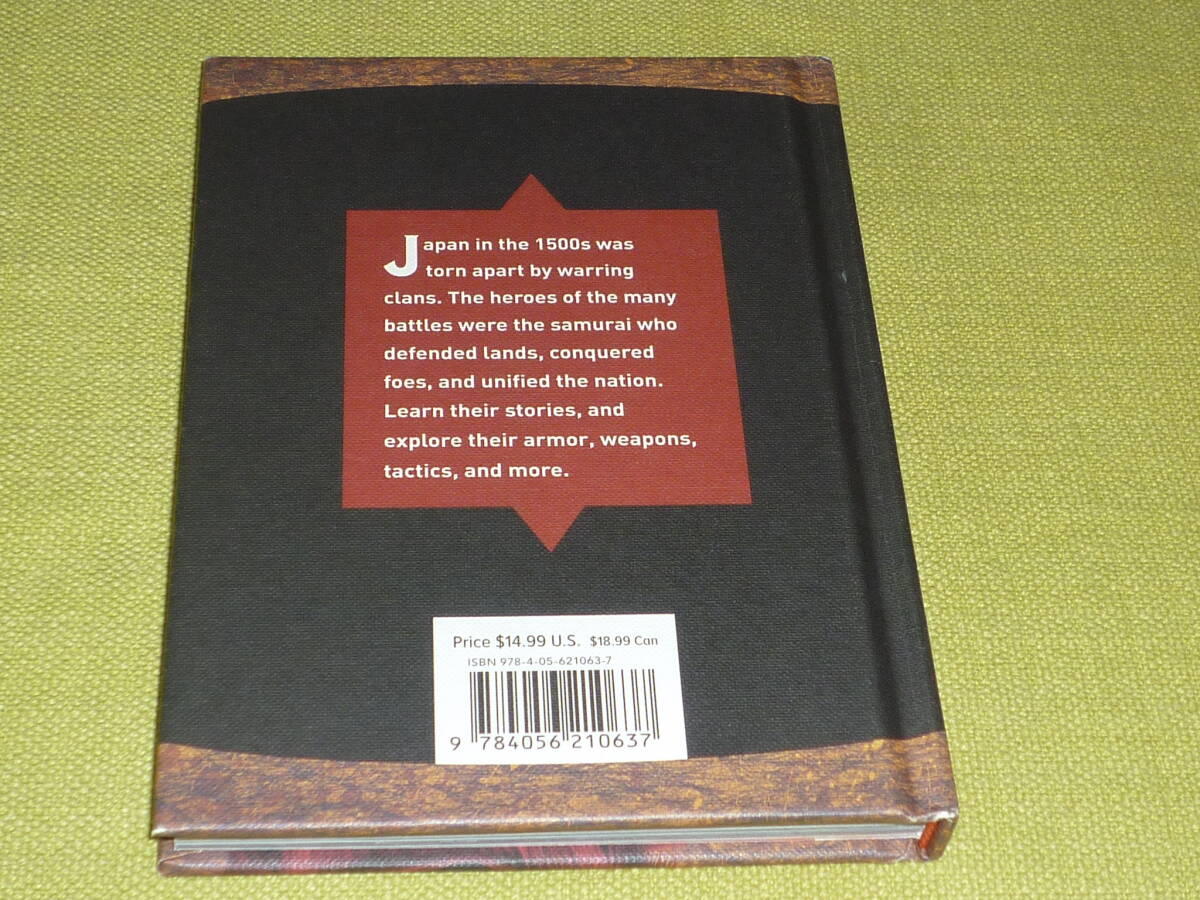 Japan in the 1500s was
torn apart by warring
clans. The heroes of the many
battles were the samurai who
defended lands, conquered
foes, and unified the nation.
Learn their stories, and
explore their armor, weapons,
tactics, and more.
Price $14.99 U.S. $18.99 Can
ISBN 978-4-05-621063-7
9 784056 210637